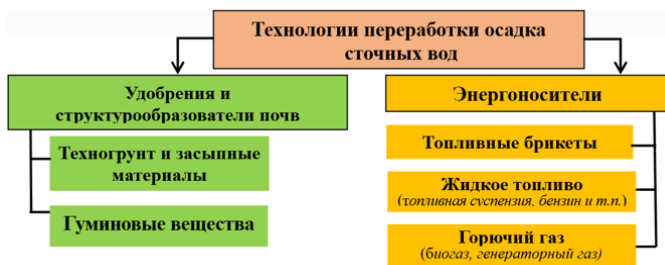 Технологии переработки осадка
сточных вод
Удобрения и
структурообразователи почв
Техногрунт и засыпные
материалы
Гуминовые вещества
Энергоносители
Топливные брикеты
Жидкое топливо
(топливная суспензия, бензин и т.п.)
Горючий газ
(биогаз, генераторный газ)